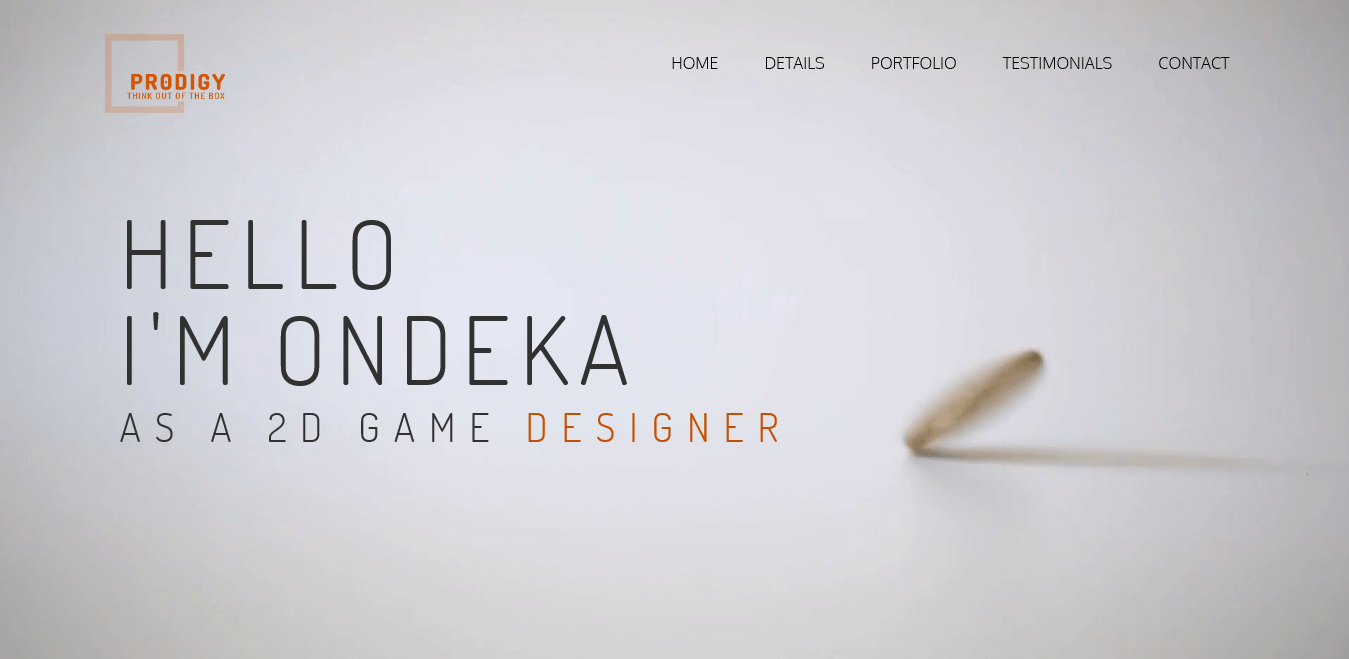 PRODIGY
THINK OUT OF THE BOX
HOME DETAILS PORTFOLIO TESTIMONIALS CONTACT
HELLO
I'M ONDEKA
AS A 2D GAME DESIGNER